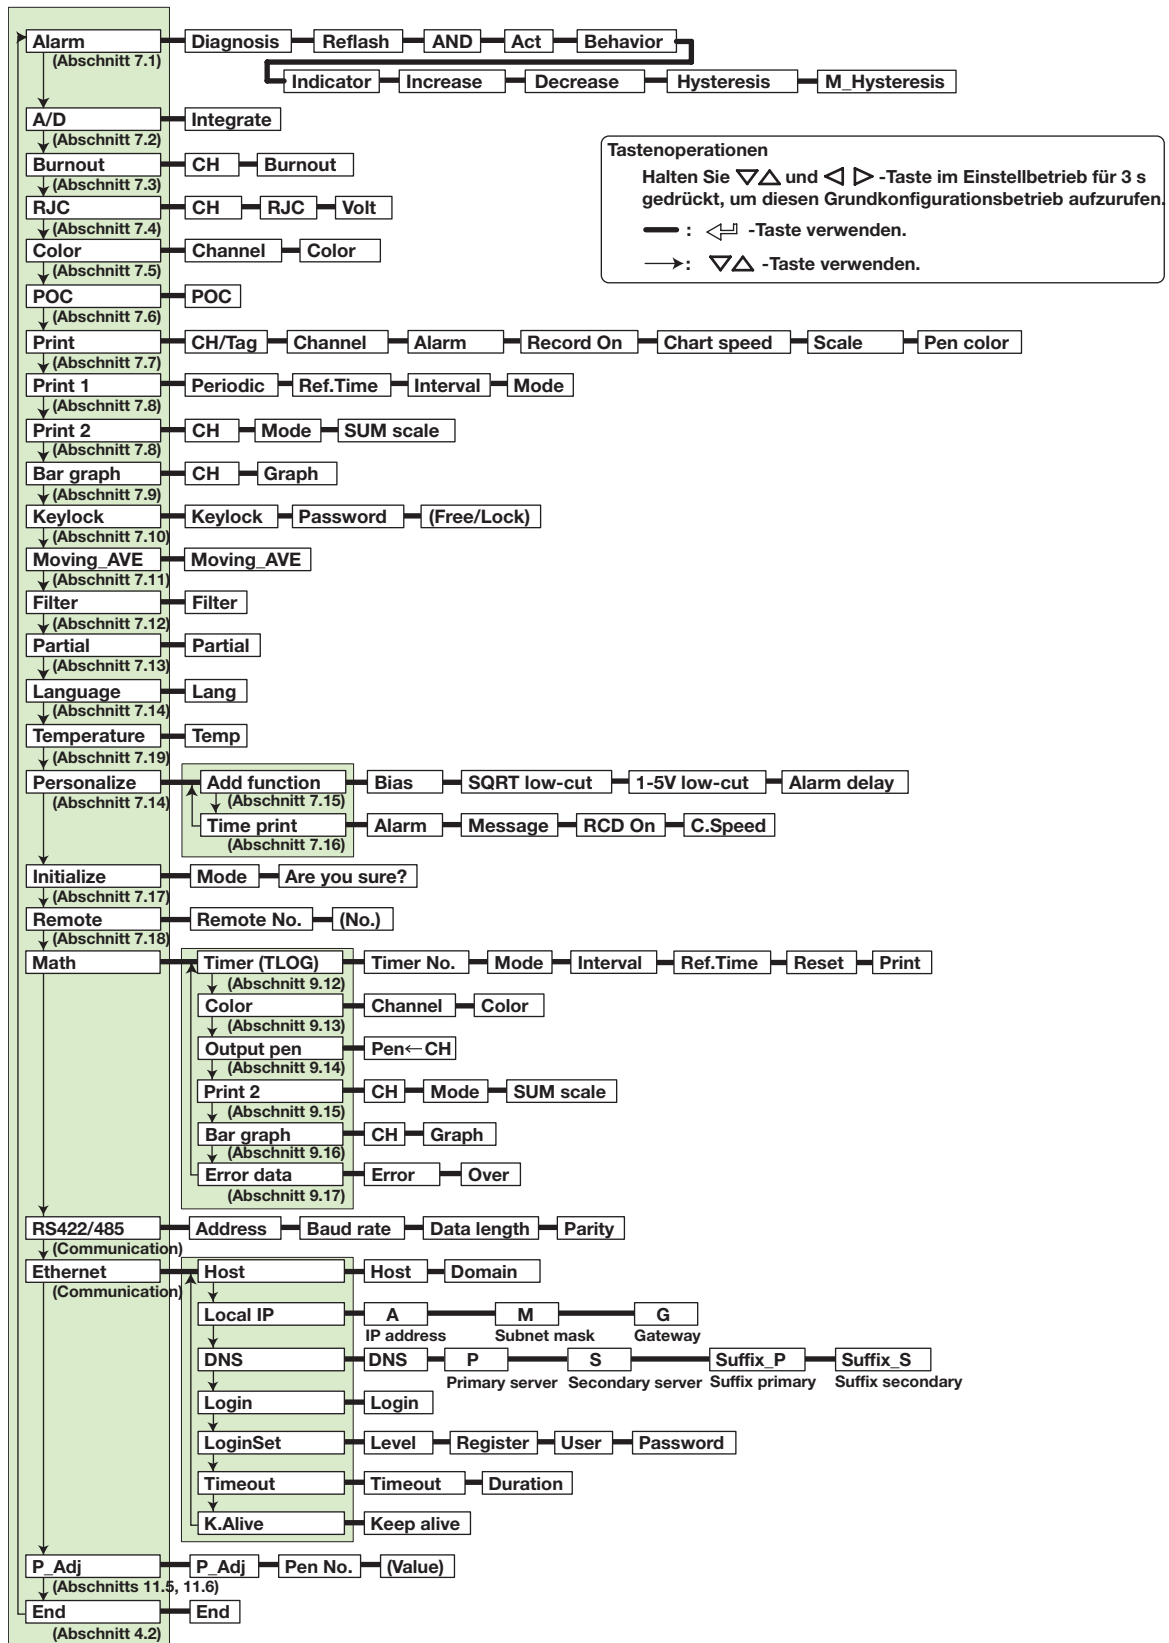 Alarm Diagnosis Reflash AND Act Behavior
(Abschnitt 7.1)
Indicator Increase Decrease Hysteresis M_Hysteresis
A/D Integrate
(Abschnitt 7.2)
Burnout CH Burnout
(Abschnitt 7.3)
RJC CH RJC Volt
(Abschnitt 7.4)
Color Channel Color
(Abschnitt 7.5)
POC POC
(Abschnitt 7.6)
Tastenoperationen
Halten Sie ▽△ und ◁ ▷ -Taste im Einstellbetrieb für 3 s
gedrückt, um diesen Grundkonfigurationsbetrieb aufzurufen.
: -Taste verwenden.
: ▽△ -Taste verwenden.
Print CH/Tag Channel Alarm Record On Chart speed Scale Pen color
(Abschnitt 7.7)
Print 1 Periodic Ref.Time Interval Mode
(Abschnitt 7.8)
Print 2 CH Mode SUM scale
(Abschnitt 7.8)
Bar graph CH Graph
(Abschnitt 7.9)
Keylock Keylock Password (Free/Lock)
(Abschnitt 7.10)
Moving_AVE Moving_AVE
(Abschnitt 7.11)
Filter Filter
(Abschnitt 7.12)
Partial Partial
(Abschnitt 7.13)
Language Lang
(Abschnitt 7.14)
Temperature Temp
(Abschnitt 7.19)
Personalize Add function Bias SQRT low-cut 1-5V low-cut Alarm delay
(Abschnitt 7.14) (Abschnitt 7.15)
Time print Alarm Message RCD On C.Speed
(Abschnitt 7.16)
Initialize Mode Are you sure?
(Abschnitt 7.17)
Remote Remote No. (No.)
(Abschnitt 7.18)
Math Timer (TLOG) Timer No. Mode Interval Ref.Time Reset Print
(Abschnitt 9.12)
Color Channel Color
(Abschnitt 9.13)
Output pen Pen←CH
(Abschnitt 9.14)
Print 2 CH Mode SUM scale
(Abschnitt 9.15)
Bar graph CH Graph
(Abschnitt 9.16)
Error data Error Over
(Abschnitt 9.17)
RS422/485 Address Baud rate Data length Parity
(Communication)
Ethernet Host Host Domain
(Communication)
Local IP A M G
IP address Subnet mask Gateway
DNS DNS P S Suffix_P Suffix_S
Primary server Secondary server Suffix primary Suffix secondary
Login Login
LoginSet Level Register User Password
Timeout Timeout Duration
K.Alive Keep alive
P_Adj P_Adj Pen No. (Value)
(Abschnitts 11.5, 11.6)
End End
(Abschnitt 4.2)